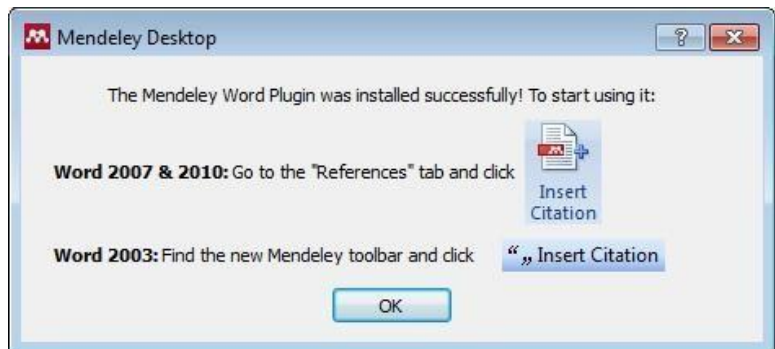 Mendeley Desktop
The Mendeley Word Plugin was installed successfully! To start using it:
Word 2007 & 2010: Go to the "References" tab and click
Insert
Citation
Word 2003: Find the new Mendeley toolbar and click “„ Insert Citation
OK